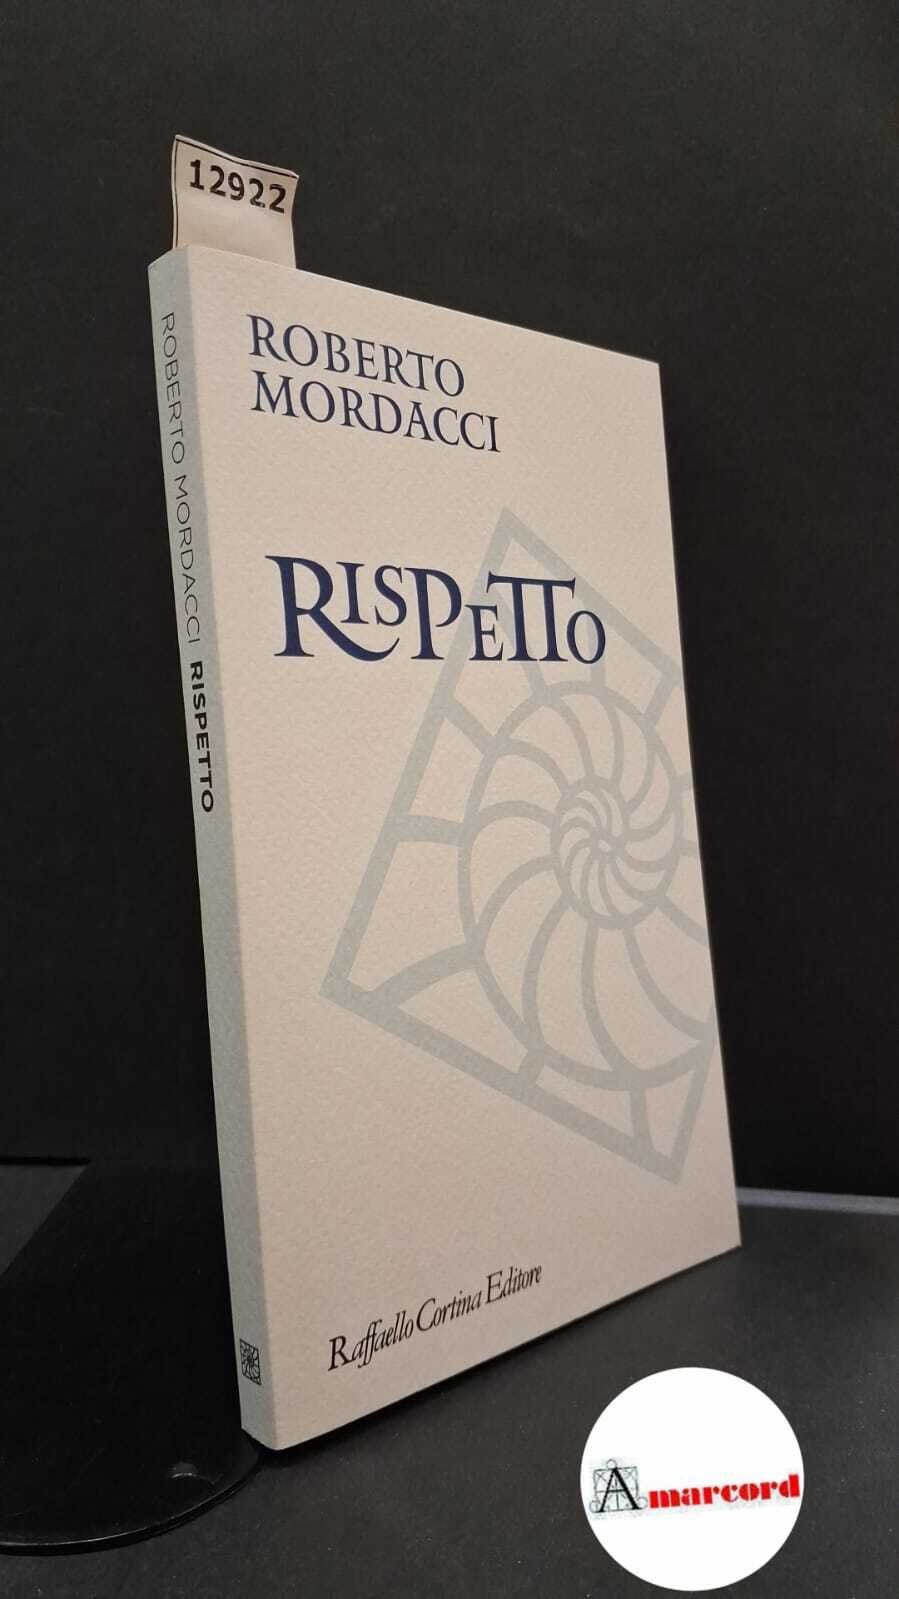 12922
ROBERTO
MORDACCI
RISPETTO
Raffaello Cortina Editore
ROBERTO MORDACCI RISPETTO
Amarcord